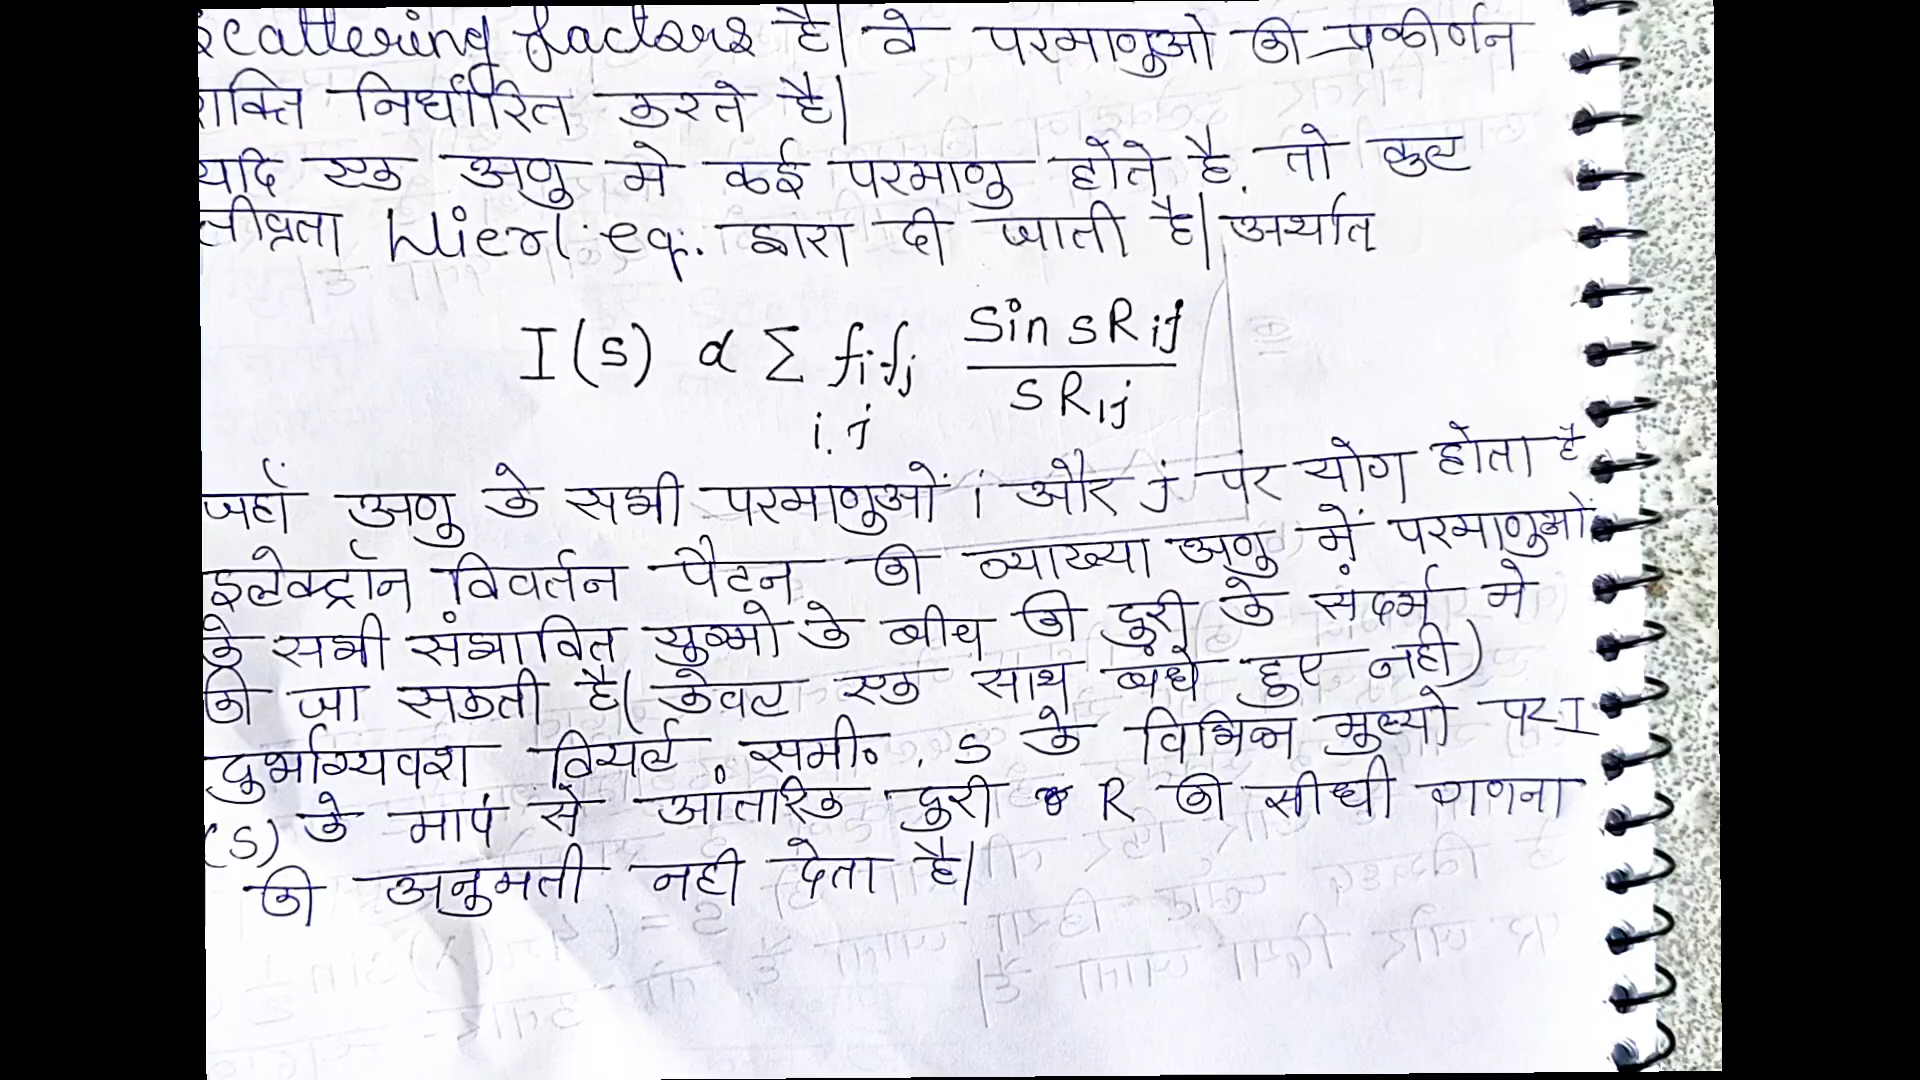 scattering factors है। वे परमाणुओ की प्रकीर्णन
शक्ति निर्धारित करते है।
यदि एक अणु मे कई परमाणु होंते है. तो कुल
तीव्रता Wierl eq. द्वारा दी जाती है। अर्थात
I(s) α Σ fi fj Sin sRij
sRij
i, j
जहाँ अणु के सभी परमाणुओं i और j पर योग होता है
इलेक्ट्रॉन विवर्तन पैटन की व्याख्या अणु में परमाणुओं
के सभी संभावित युग्मो के बीच की दुरी के संदर्भ मे
की जा सकती है( केवल एक साथ बधे हुए नही)
दुर्भाग्यवश वियर्ल समी॰ , s के विभिन्न मुल्यो पर I
(s) के माप से आंतरिक दुरी R की सीधी गणना
की अनुमती नही देता है।